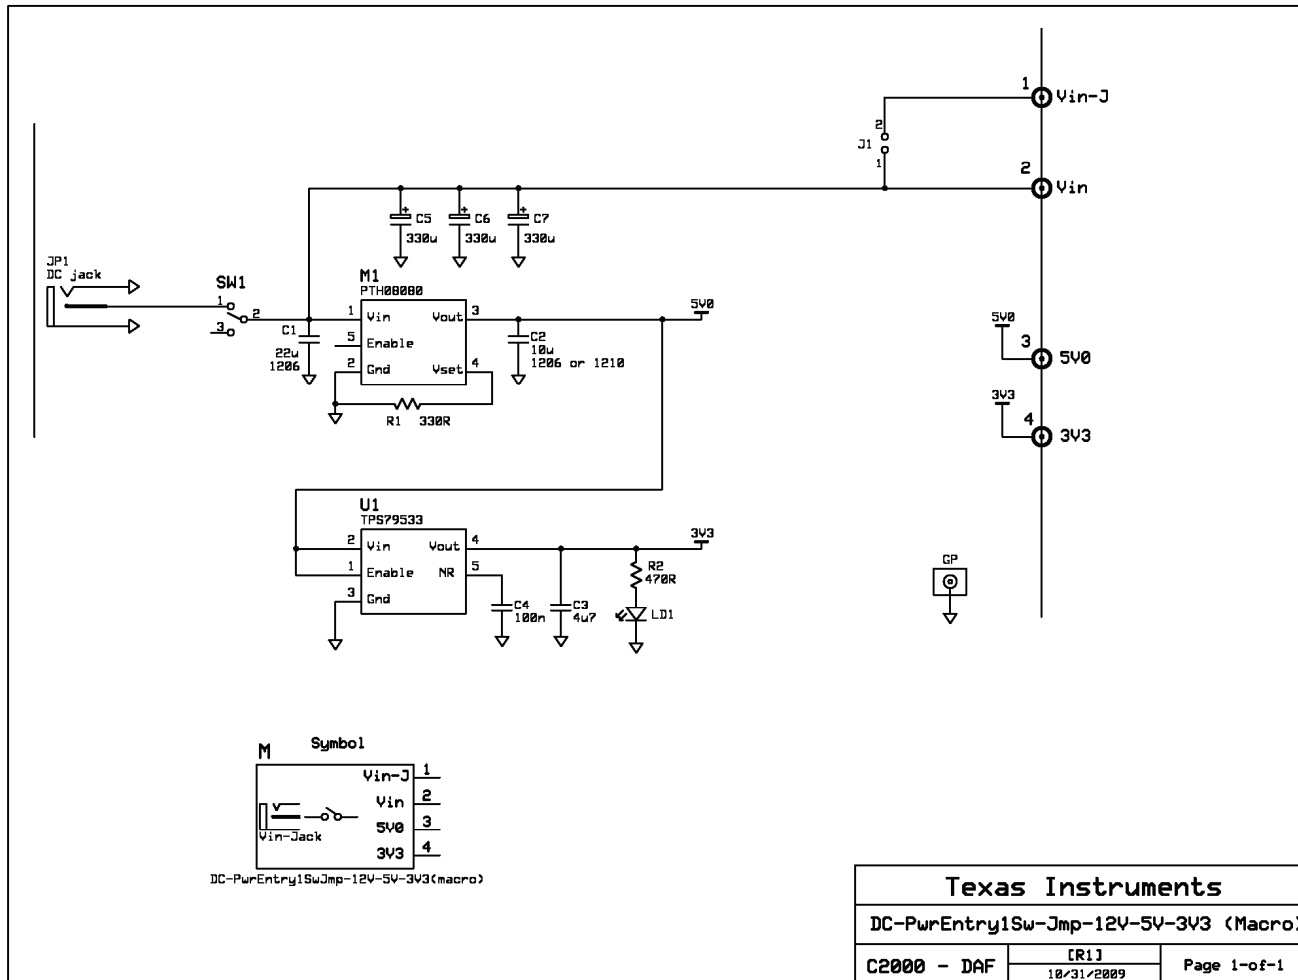 1
Vin-J
2
J1
1
2
Vin
C5
330u
C6
330u
C7
330u
JP1
DC jack
SW1
1
2
3
C1
22u
1206
M1
PTH08080
1
Vin
Vout
3
5
Enable
2
Gnd
Vset
4
R1
330R
5V0
C2
10u
1206 or 1210
5V0
3
5V0
3V3
4
3V3
U1
TPS79533
2
Vin
Vout
4
1
Enable
NR
5
3
Gnd
3V3
R2
470R
C4
100n
C3
4u7
LD1
GP
M
Symbol
Vin-J
1
Vin
2
5V0
3
3V3
4
Vin-Jack
DC-PwrEntry1SwJmp-12V-5V-3V3(macro)
Texas Instruments
DC-PwrEntry1Sw-Jmp-12V-5V-3V3 (Macro)
C2000 - DAF
[R1]
10/31/2009
Page 1-of-1